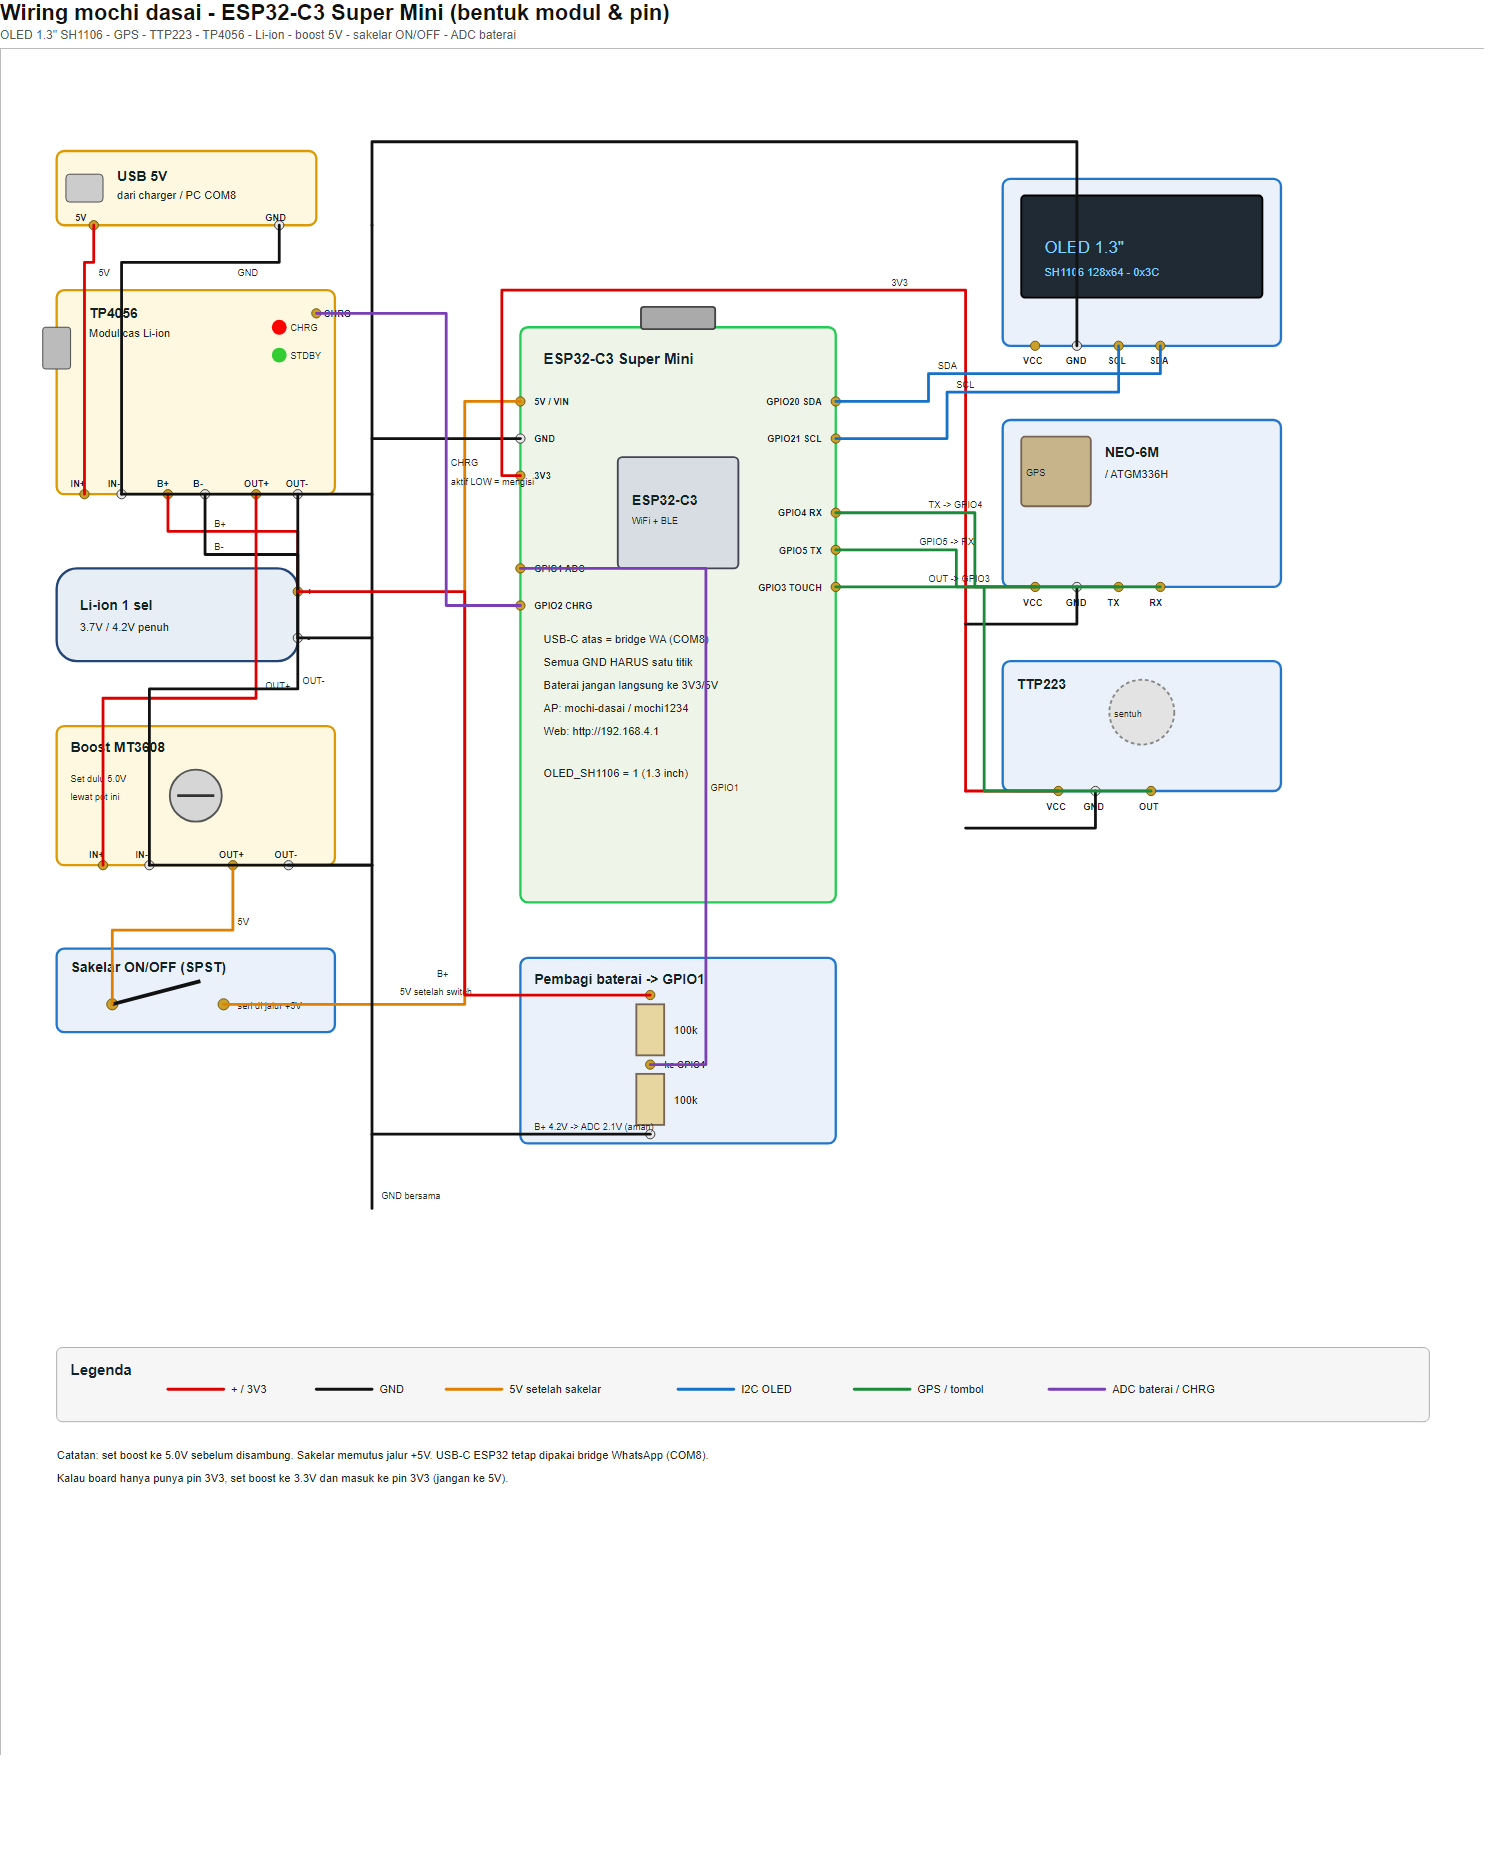 Wiring mochi dasai - ESP32-C3 Super Mini (bentuk modul & pin)
OLED 1.3" SH1106 - GPS - TTP223 - TP4056 - Li-ion - boost 5V - sakelar ON/OFF - ADC baterai
USB 5V
dari charger / PC COM8
5V
GND
5V
GND
TP4056
Modul cas Li-ion
CHRG
CHRG
STDBY
IN+
IN-
B+
B-
OUT+
OUT-
B+
B-
Li-ion 1 sel
3.7V / 4.2V penuh
+
-
OUT+
OUT-
Boost MT3608
Set dulu 5.0V
lewat pot ini
IN+
IN-
OUT+
OUT-
5V
Sakelar ON/OFF (SPST)
seri di jalur +5V
B+
5V setelah switch
GND bersama
3V3
CHRG
aktif LOW = mengisi
ESP32-C3 Super Mini
5V / VIN
GND
3V3
GPIO1 ADC
GPIO2 CHRG
GPIO20 SDA
GPIO21 SCL
GPIO4 RX
GPIO5 TX
GPIO3 TOUCH
ESP32-C3
WiFi + BLE
USB-C atas = bridge WA (COM8)
Semua GND HARUS satu titik
Baterai jangan langsung ke 3V3/5V
AP: mochi-dasai / mochi1234
Web: http://192.168.4.1
OLED_SH1106 = 1 (1.3 inch)
GPIO1
Pembagi baterai -> GPIO1
100k
ke GPIO1
100k
B+ 4.2V -> ADC 2.1V (aman)
OLED 1.3"
SH1106 128x64 - 0x3C
VCC
GND
SCL
SDA
SDA
SCL
NEO-6M
/ ATGM336H
GPS
TX -> GPIO4
GPIO5 -> RX
OUT -> GPIO3
VCC
GND
TX
RX
TTP223
sentuh
VCC
GND
OUT
Legenda
+ / 3V3
GND
5V setelah sakelar
I2C OLED
GPS / tombol
ADC baterai / CHRG
Catatan: set boost ke 5.0V sebelum disambung. Sakelar memutus jalur +5V. USB-C ESP32 tetap dipakai bridge WhatsApp (COM8).
Kalau board hanya punya pin 3V3, set boost ke 3.3V dan masuk ke pin 3V3 (jangan ke 5V).